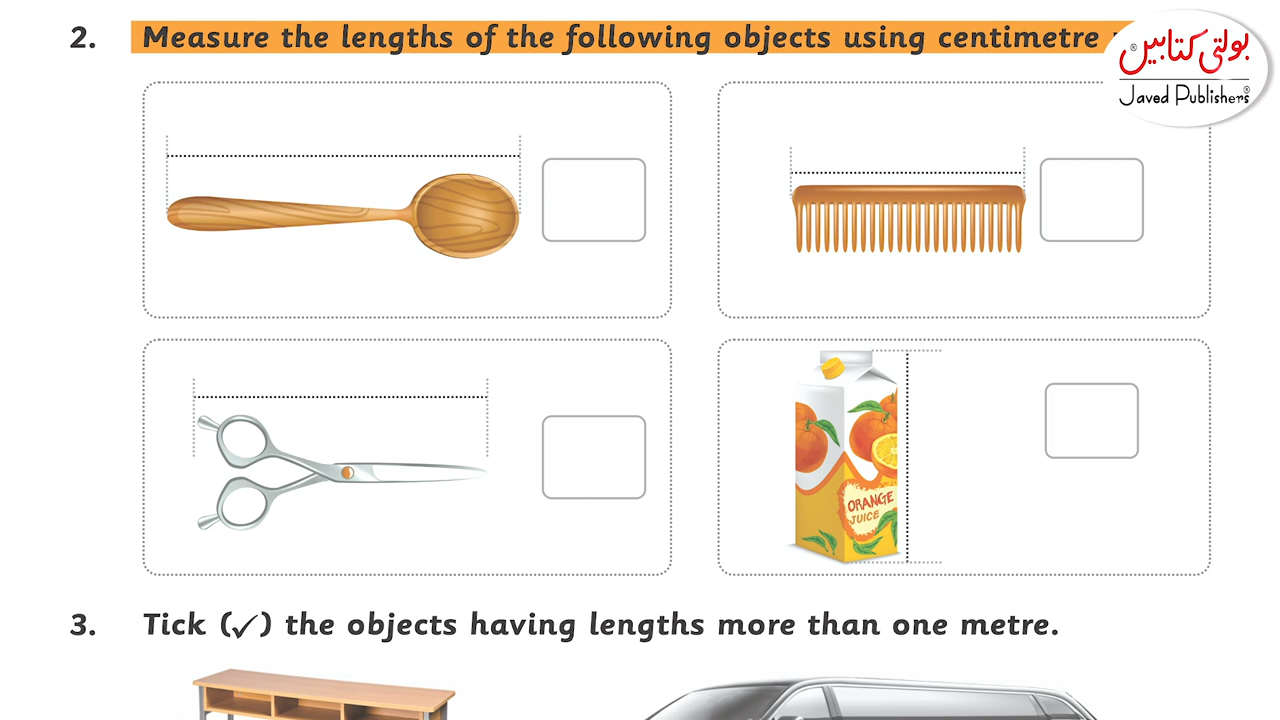 2. Measure the lengths of the following objects using centimetre
بولتی کتابیں®
Javed Publishers®
ORANGE
JUICE
3. Tick (✓) the objects having lengths more than one metre.